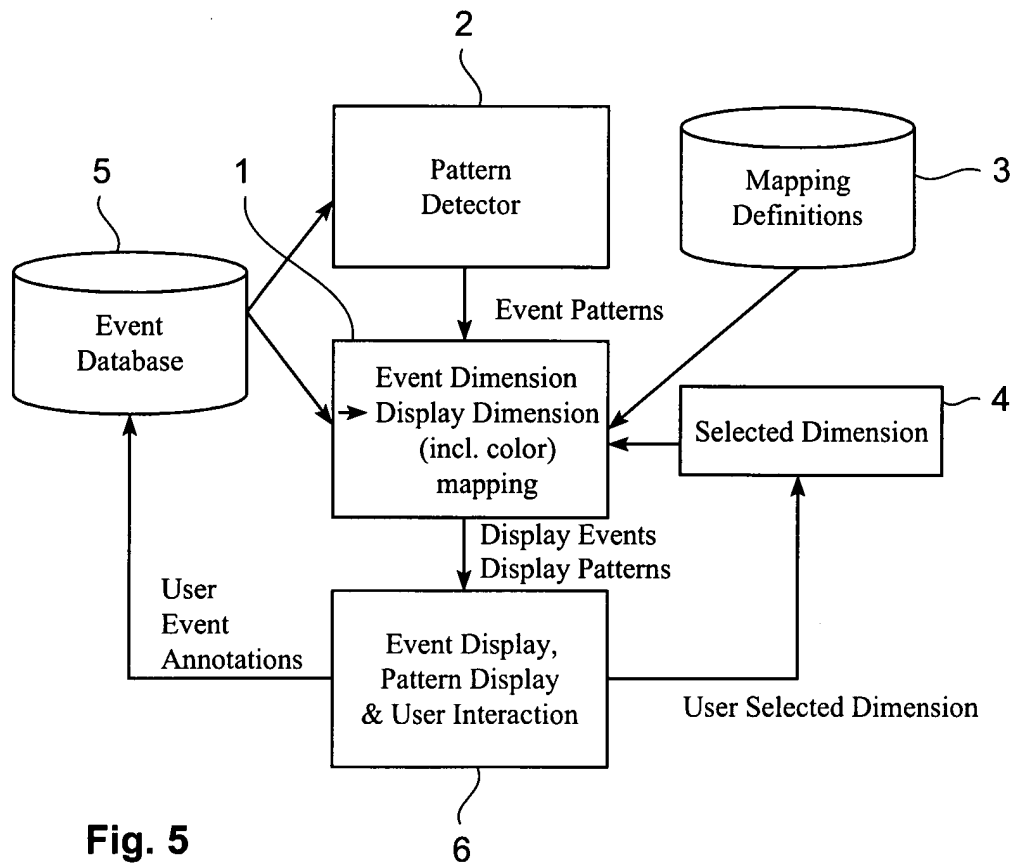 2
5
1
3
Pattern
Detector
Mapping
Definitions
Event
Database
Event Patterns
Event Dimension
→ Display Dimension
(incl. color)
mapping
4
Selected Dimension
Display Events
Display Patterns
User
Event
Annotations
Event Display,
Pattern Display
& User Interaction
User Selected Dimension
Fig. 5
6